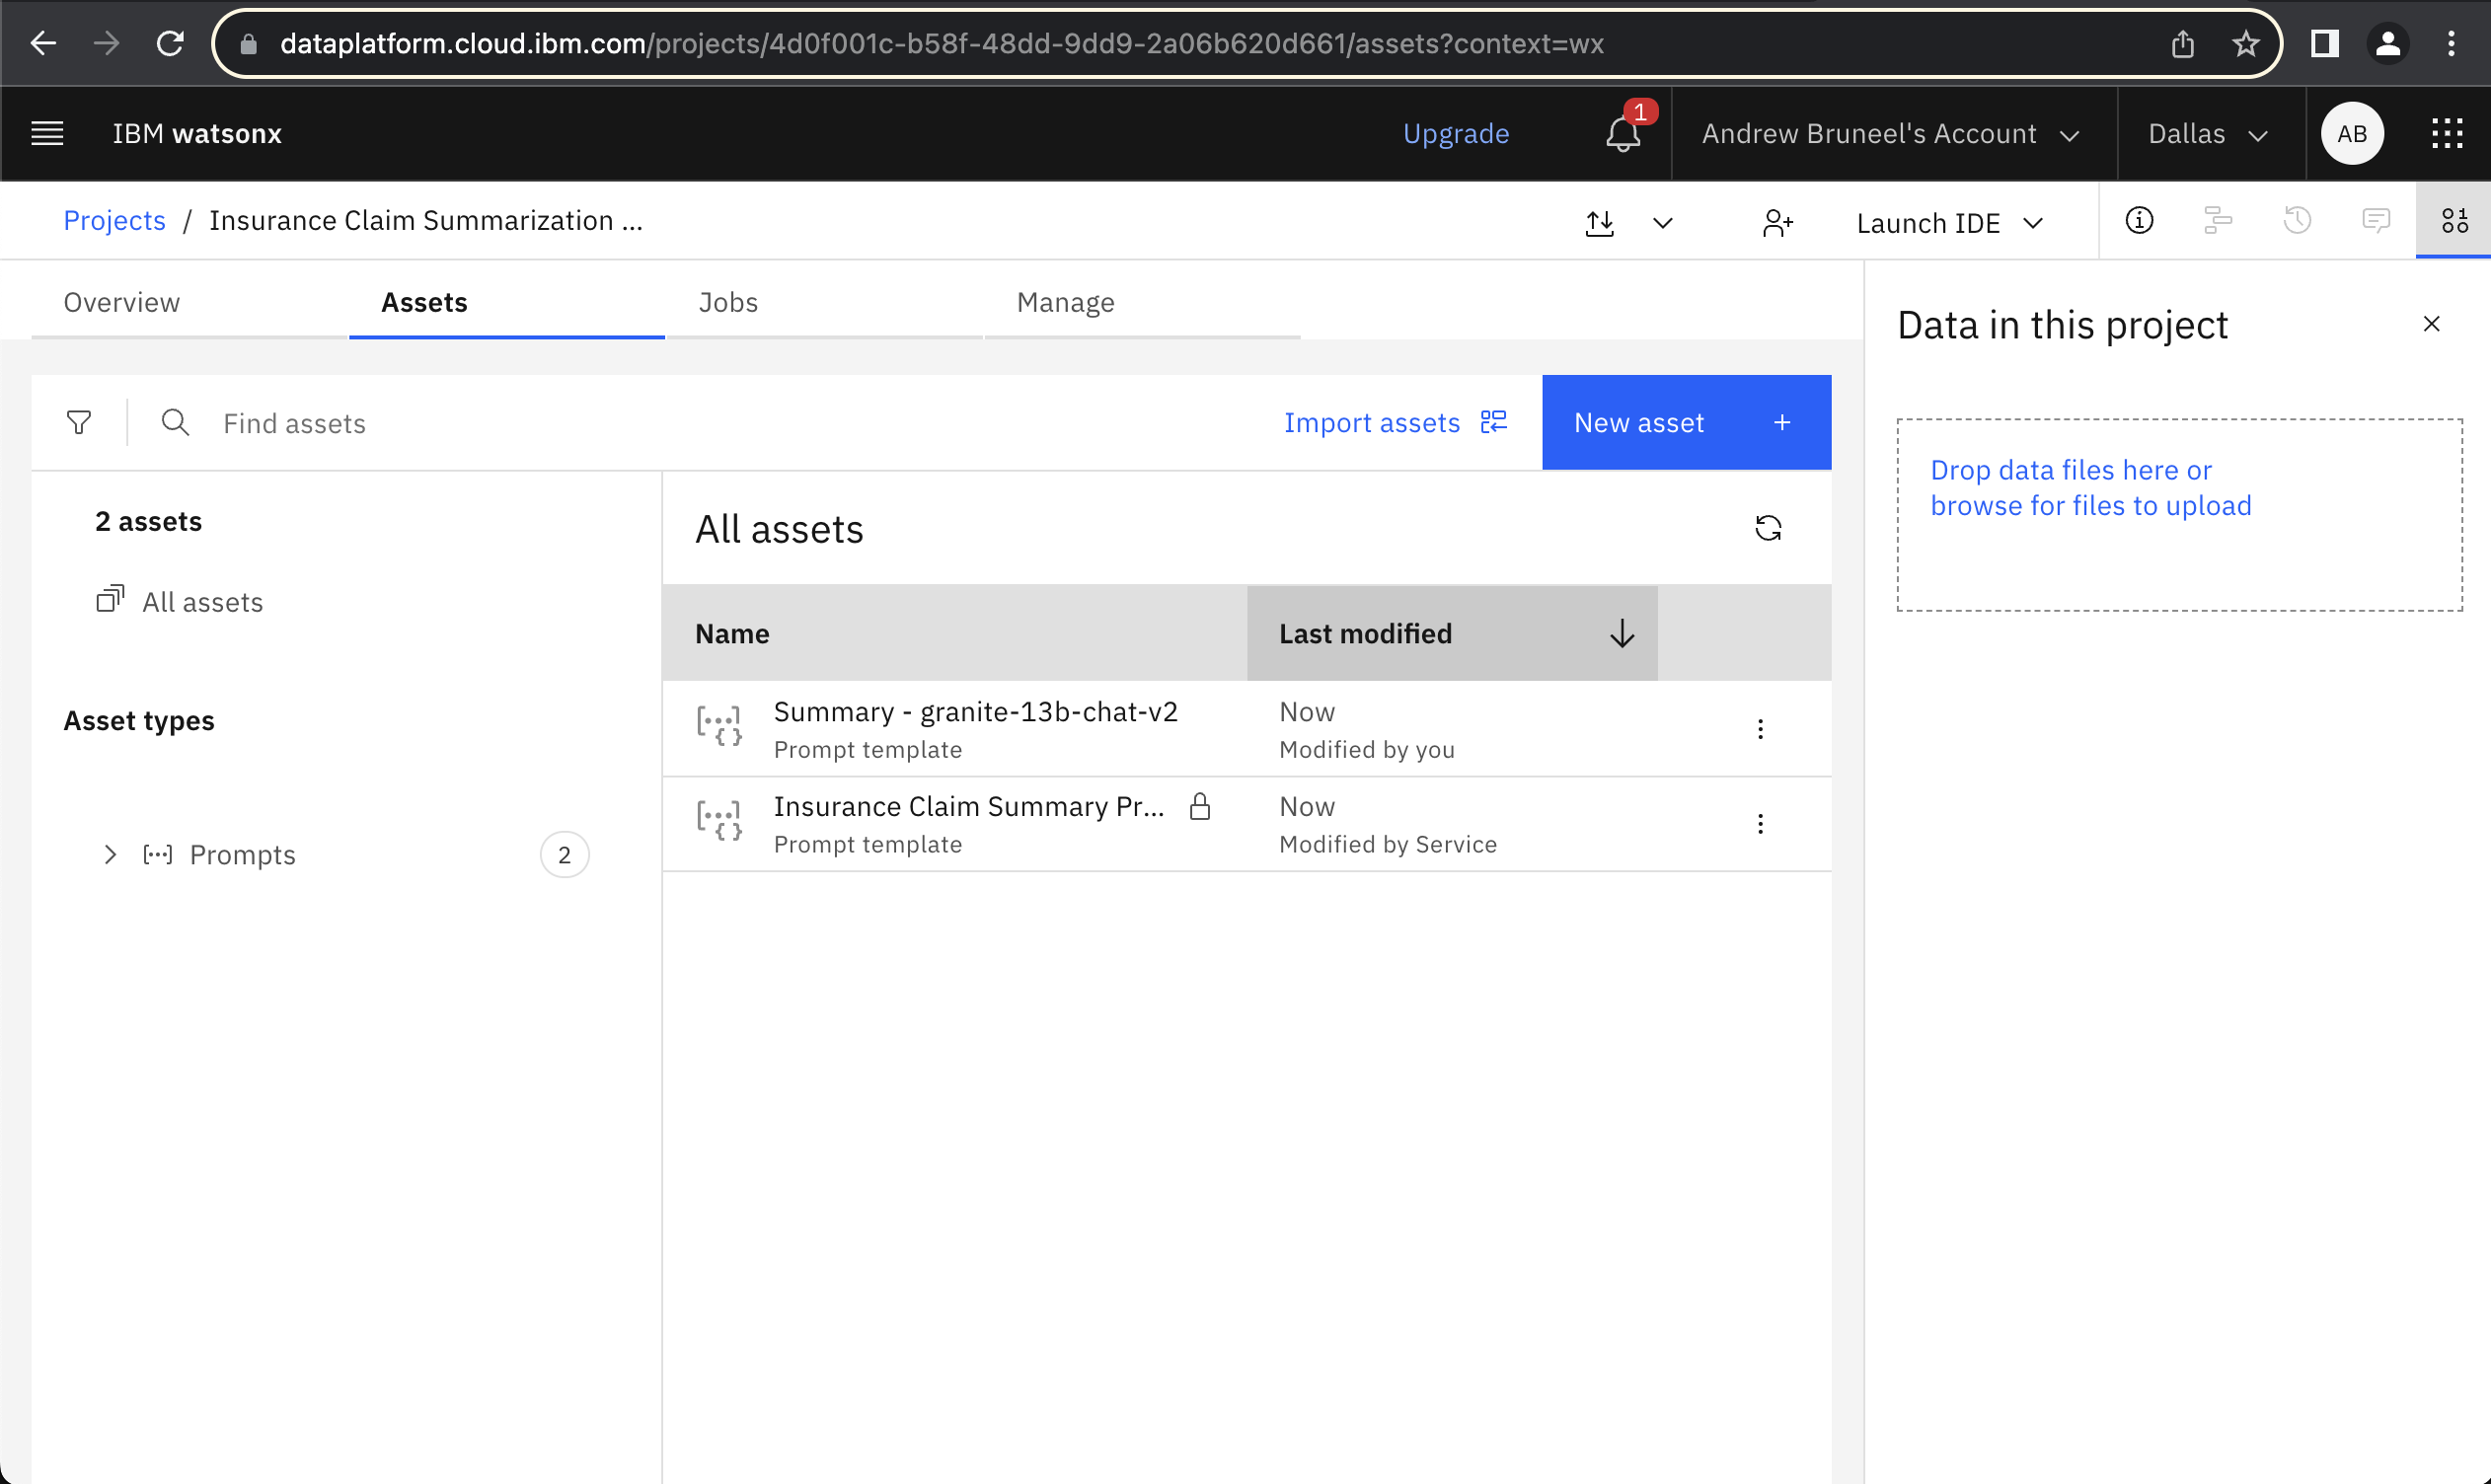 dataplatform.cloud.ibm.com/projects/4d0f001c-b58f-48dd-9dd9-2a06b620d661/assets?context=wx
IBM watsonx
Upgrade
1
Andrew Bruneel's Account
Dallas
AB
Projects / Insurance Claim Summarization ...
Launch IDE
Overview
Assets
Jobs
Manage
Find assets
Import assets
New asset +
2 assets
All assets
Asset types
Prompts
2
All assets
Name
Last modified
Summary - granite-13b-chat-v2
Prompt template
Now
Modified by you
Insurance Claim Summary Pr...
Prompt template
Now
Modified by Service
Data in this project
Drop data files here or
browse for files to upload